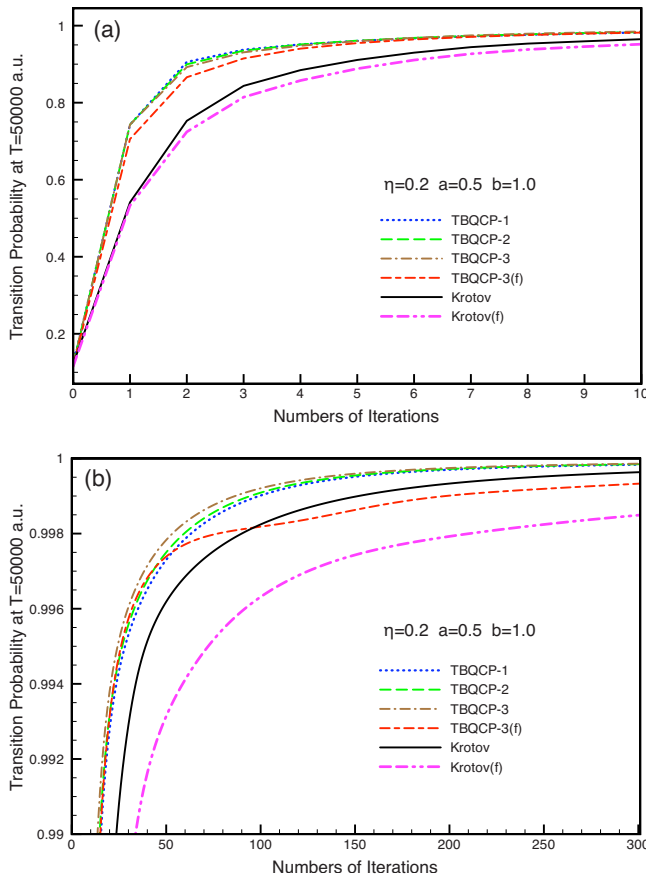 (a)
Transition Probability at T=50000 a.u.
1
0.8
0.6
0.4
0.2
η=0.2 a=0.5 b=1.0
TBQCP-1
TBQCP-2
TBQCP-3
TBQCP-3(f)
Krotov
Krotov(f)
0 1 2 3 4 5 6 7 8 9 10
Numbers of Iterations
(b)
Transition Probability at T=50000 a.u.
1
0.998
0.996
0.994
0.992
0.99
η=0.2 a=0.5 b=1.0
TBQCP-1
TBQCP-2
TBQCP-3
TBQCP-3(f)
Krotov
Krotov(f)
0 50 100 150 200 250 300
Numbers of Iterations